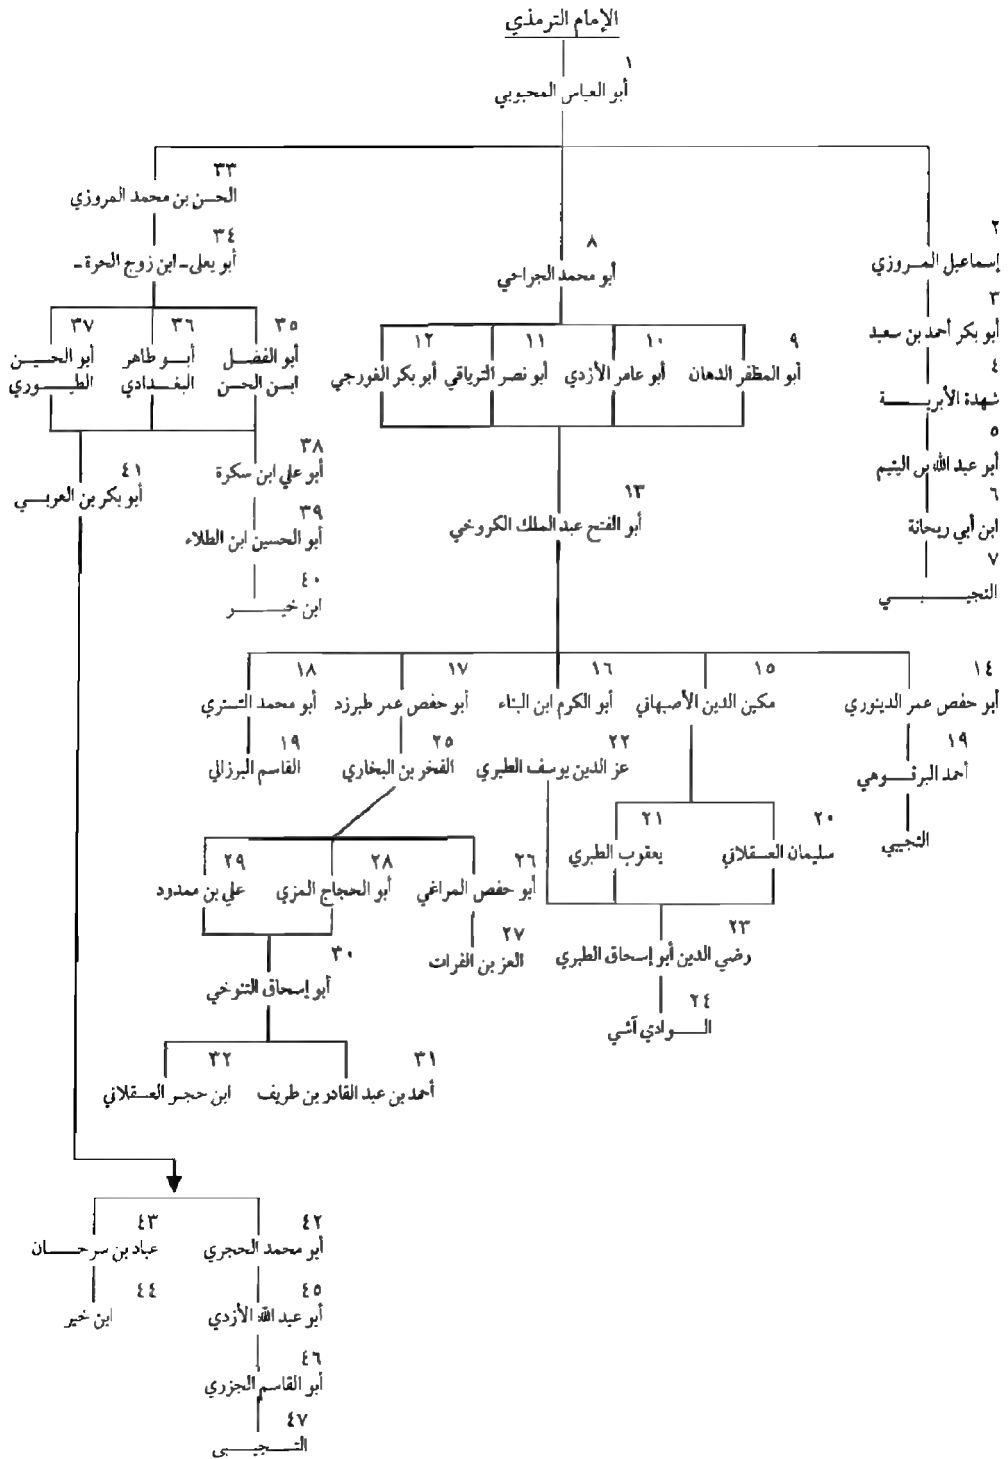 الإمام الترمذي
١
أبو العباس المحبوبي
٢
إسماعيل المروزي
٣
أبو بكر أحمد بن سعيد
٤
شهدة الأبرية
٥
أبو عبد الله بن اليتيم
٦
ابن أبي ريحانة
٧
التجيبي
٨
أبو محمد الجراحي
٩
أبو المظفر الدهان
١٠
أبو عامر الأزدي
١١
أبو نصر الترياقي
١٢
أبو بكر الغورجي
١٣
أبو الفتح عبد الملك الكروخي
١٤
أبو حفص عمر الدينوري
١٥
مكين الدين الأصبهاني
١٦
أبو الكرم ابن البناء
١٧
أبو حفص عمر طبرزد
١٨
أبو محمد التستري
١٩
أحمد البرقوهي
التجيبي
١٩
القاسم البرزالي
٢٠
سليمان العسقلاني
٢١
يعقوب الطبري
٢٢
عز الدين يوسف الطبري
٢٣
رضي الدين أبو إسحاق الطبري
٢٤
الوادي آشي
٢٥
الفخر بن البخاري
٢٦
أبو حفص المراغي
٢٧
العز بن الفرات
٢٨
أبو الحجاج المزي
٢٩
علي بن ممدود
٣٠
أبو إسحاق التنوخي
٣١
أحمد بن عبد القادر بن طريف
٣٢
ابن حجر العسقلاني
٣٣
الحسن بن محمد المروزي
٣٤
أبو يعلى - ابن زوج الحرة -
٣٥
أبو الفضل
ابن الحسن
٣٦
أبو طاهر
البغدادي
٣٧
أبو الحسين
الطيوري
٣٨
أبو علي ابن سكرة
٣٩
أبو الحسين ابن الطلاء
٤٠
ابن خير
٤١
أبو بكر بن العربي
٤٢
أبو محمد الحجري
٤٣
عباد بن سرحان
٤٤
ابن خير
٤٥
أبو عبد الله الأزدي
٤٦
أبو القاسم الجزري
٤٧
التجيبي